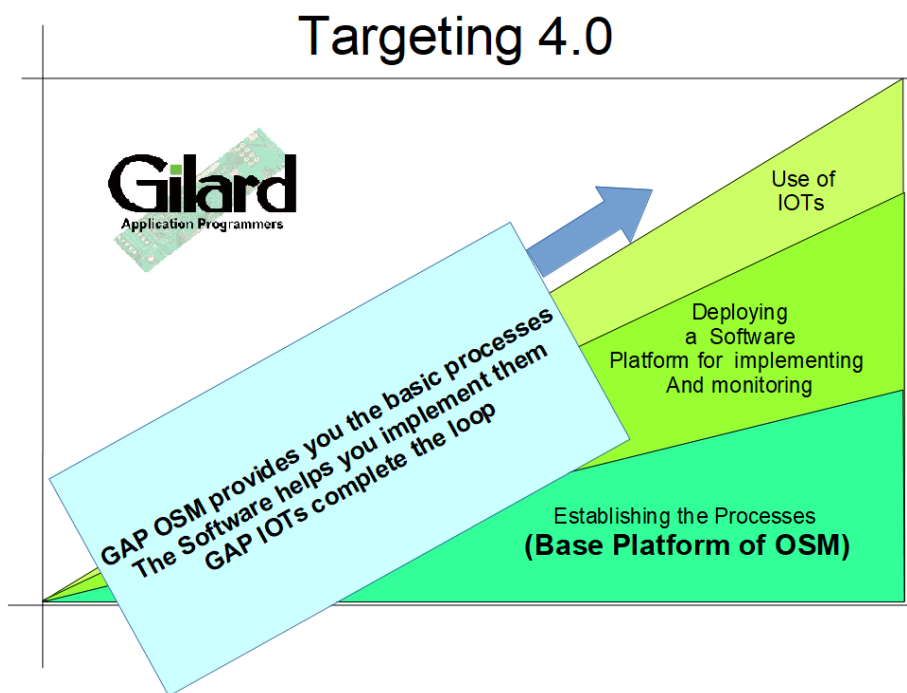 Targeting 4.0
Gilard
Application Programmers
Use of
IOTs
Deploying
a Software
Platform for implementing
And monitoring
GAP OSM provides you the basic processes
The Software helps you implement them
GAP IOTs complete the loop
Establishing the Processes
(Base Platform of OSM)